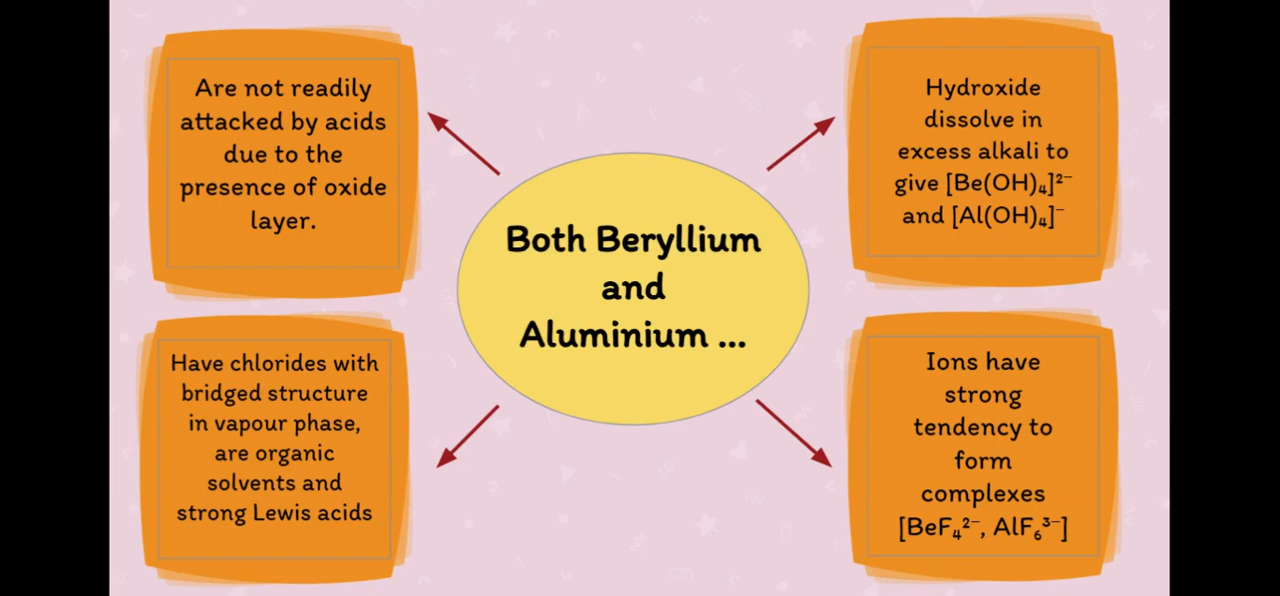 Are not readily
attacked by acids
due to the
presence of oxide
layer.
Hydroxide
dissolve in
excess alkali to
give [Be(OH)₄]²⁻
and [Al(OH)₄]⁻
Both Beryllium
and
Aluminium ...
Have chlorides with
bridged structure
in vapour phase,
are organic
solvents and
strong Lewis acids
Ions have
strong
tendency to
form
complexes
[BeF₄²⁻, AlF₆³⁻]